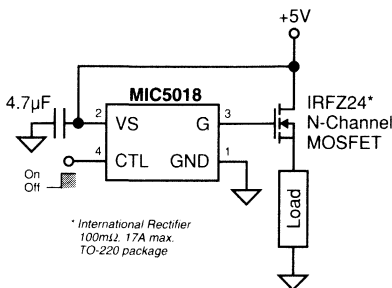 +5V
MIC5018
4.7µF
2 VS G 3
4 CTL GND 1
IRFZ24*
N-Channel
MOSFET
On
Off
Load
* International Rectifier
100mΩ, 17A max.
TO-220 package